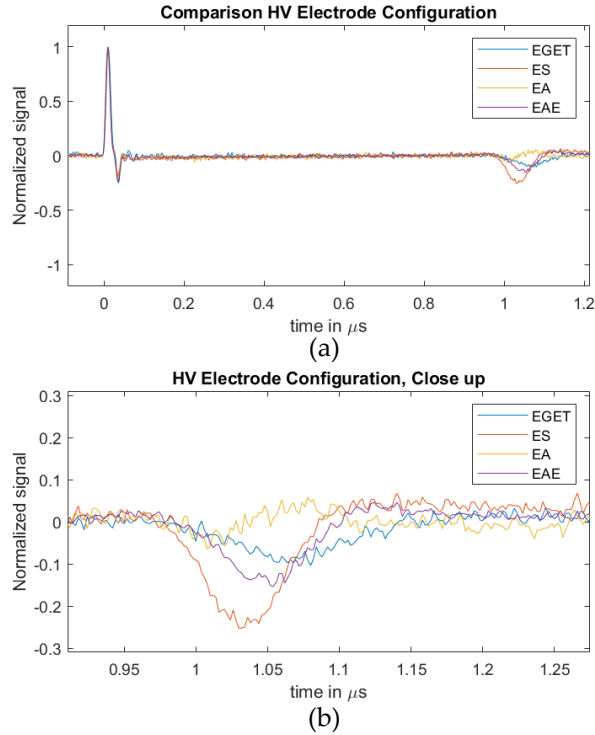 Comparison HV Electrode Configuration
1
0.5
0
-0.5
-1
Normalized signal
EGET
ES
EA
EAE
0 0.2 0.4 0.6 0.8 1 1.2
time in μs
(a)
HV Electrode Configuration, Close up
0.3
0.2
0.1
0
-0.1
-0.2
-0.3
Normalized signal
EGET
ES
EA
EAE
0.95 1 1.05 1.1 1.15 1.2 1.25
time in μs
(b)